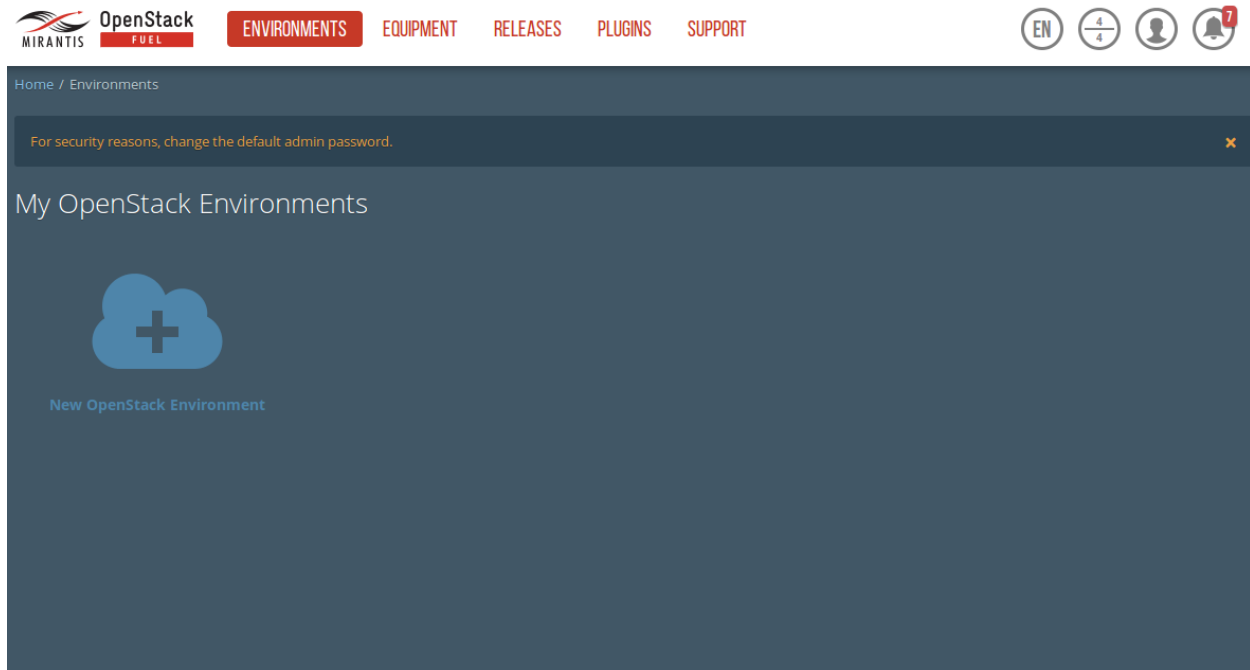 MIRANTIS
OpenStack
FUEL
ENVIRONMENTS EQUIPMENT RELEASES PLUGINS SUPPORT
EN
4
4
7
Home / Environments
For security reasons, change the default admin password.
My OpenStack Environments
New OpenStack Environment